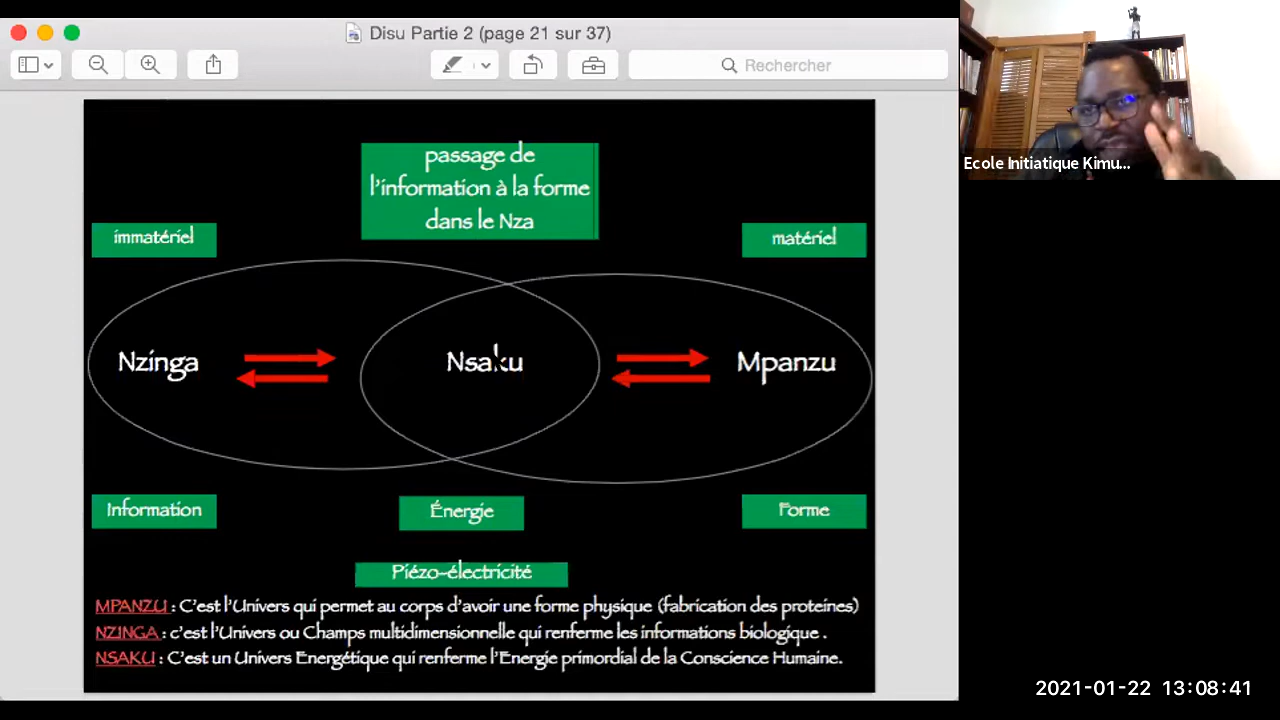 Disu Partie 2 (page 21 sur 37)
Rechercher
Ecole Initiatique Kimu...
passage de
l'information à la forme
dans le Nza
immatériel
matériel
Nzinga
Nsaku
Mpanzu
Information
Énergie
Forme
Piézo-électricité
MPANZU : C'est l'Univers qui permet au corps d'avoir une forme physique (fabrication des proteines)
NZINGA : c'est l'Univers ou Champs multidimensionnelle qui renferme les informations biologique .
NSAKU : C'est un Univers Energétique qui renferme l'Energie primordial de la Conscience Humaine.
2021-01-22 13:08:41